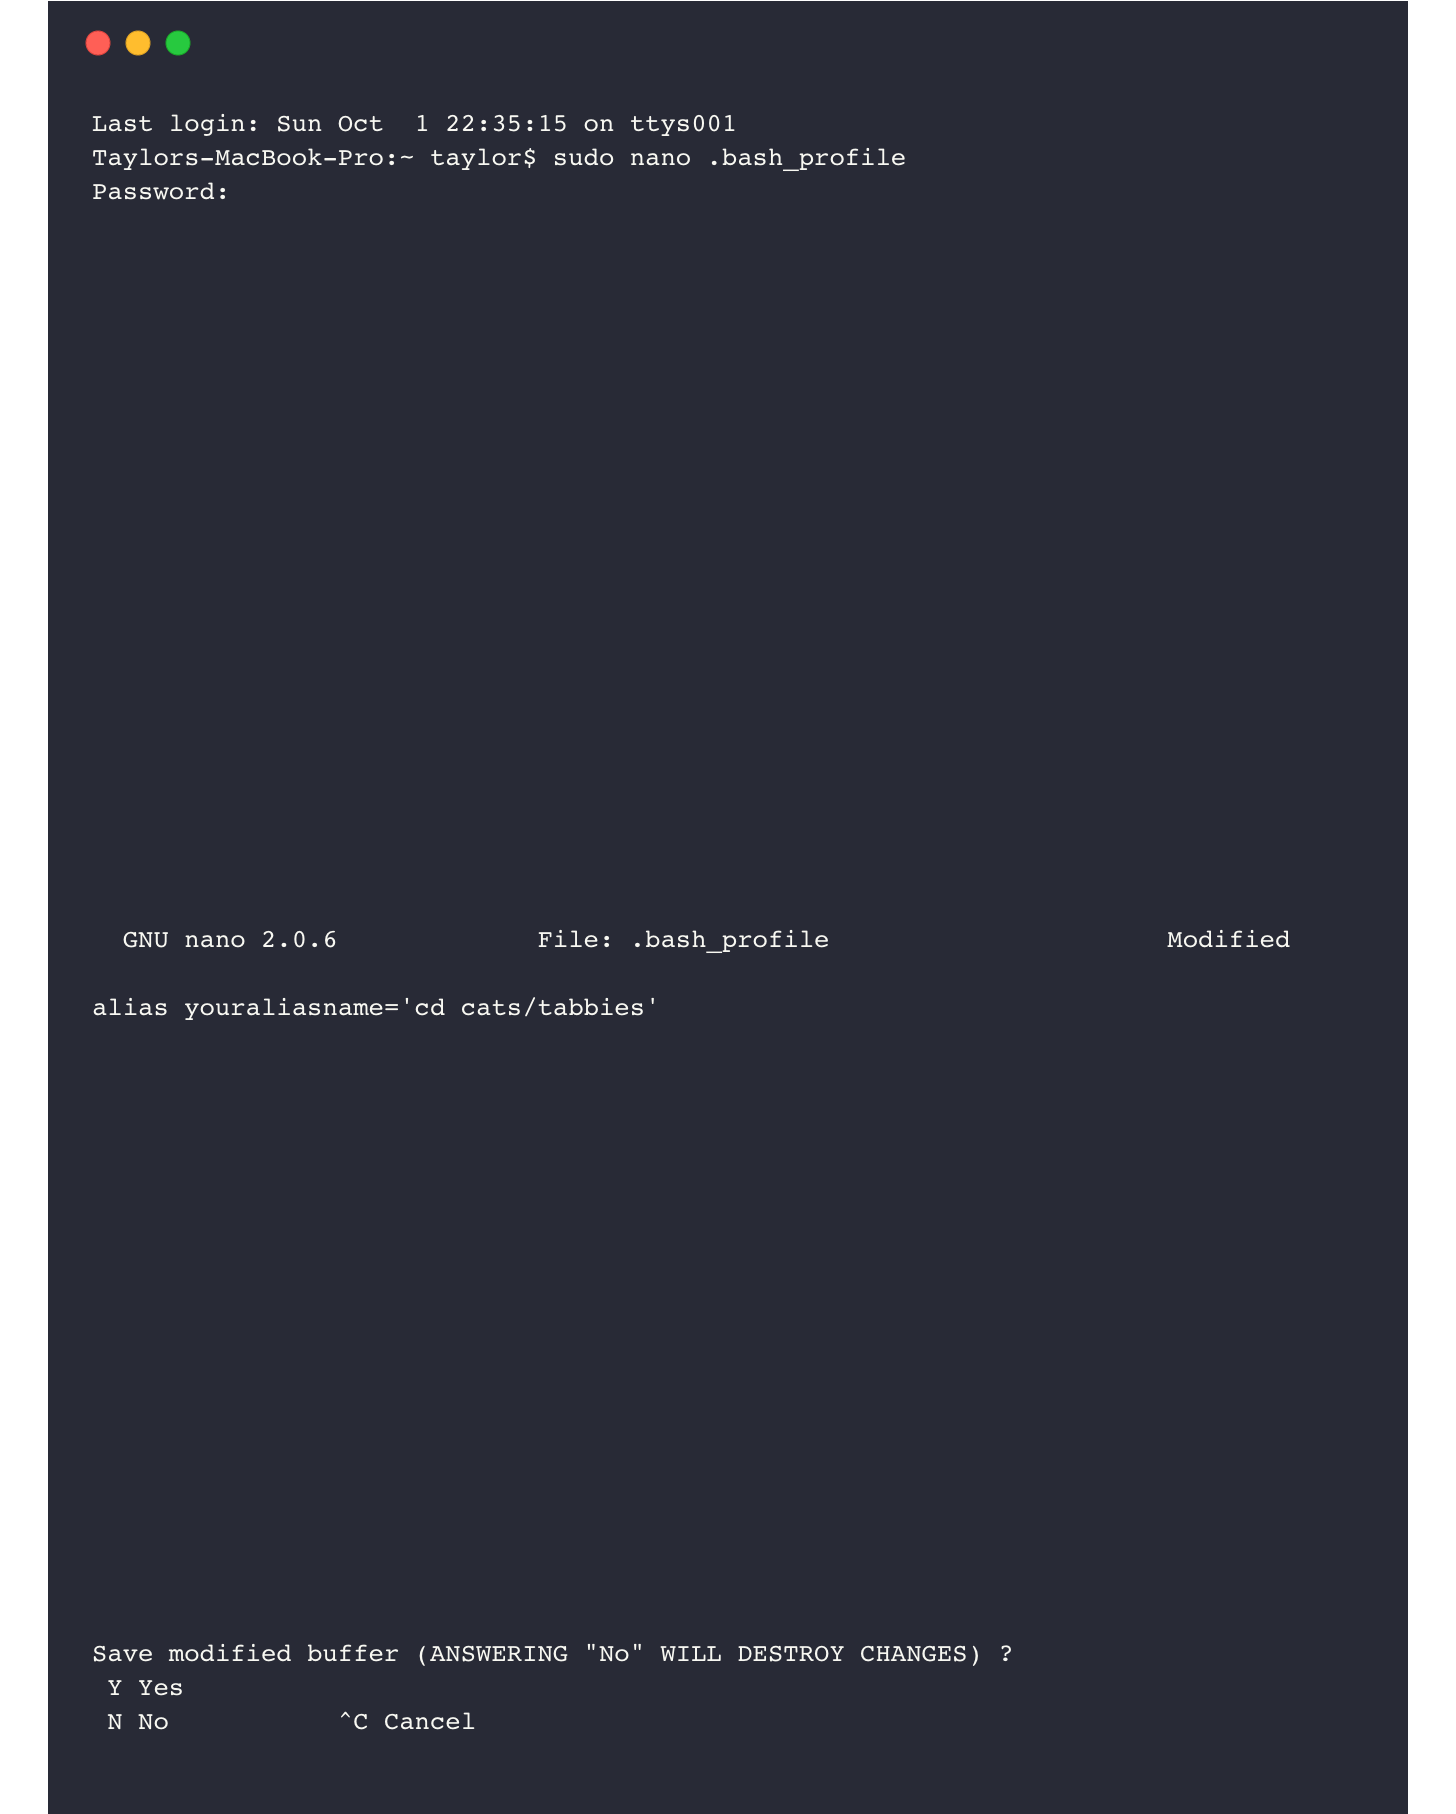 Last login: Sun Oct  1 22:35:15 on ttys001
Taylors-MacBook-Pro:~ taylor$ sudo nano .bash_profile
Password:
  GNU nano 2.0.6             File: .bash_profile                      Modified
alias youraliasname='cd cats/tabbies'
Save modified buffer (ANSWERING "No" WILL DESTROY CHANGES) ?
 Y Yes
 N No           ^C Cancel